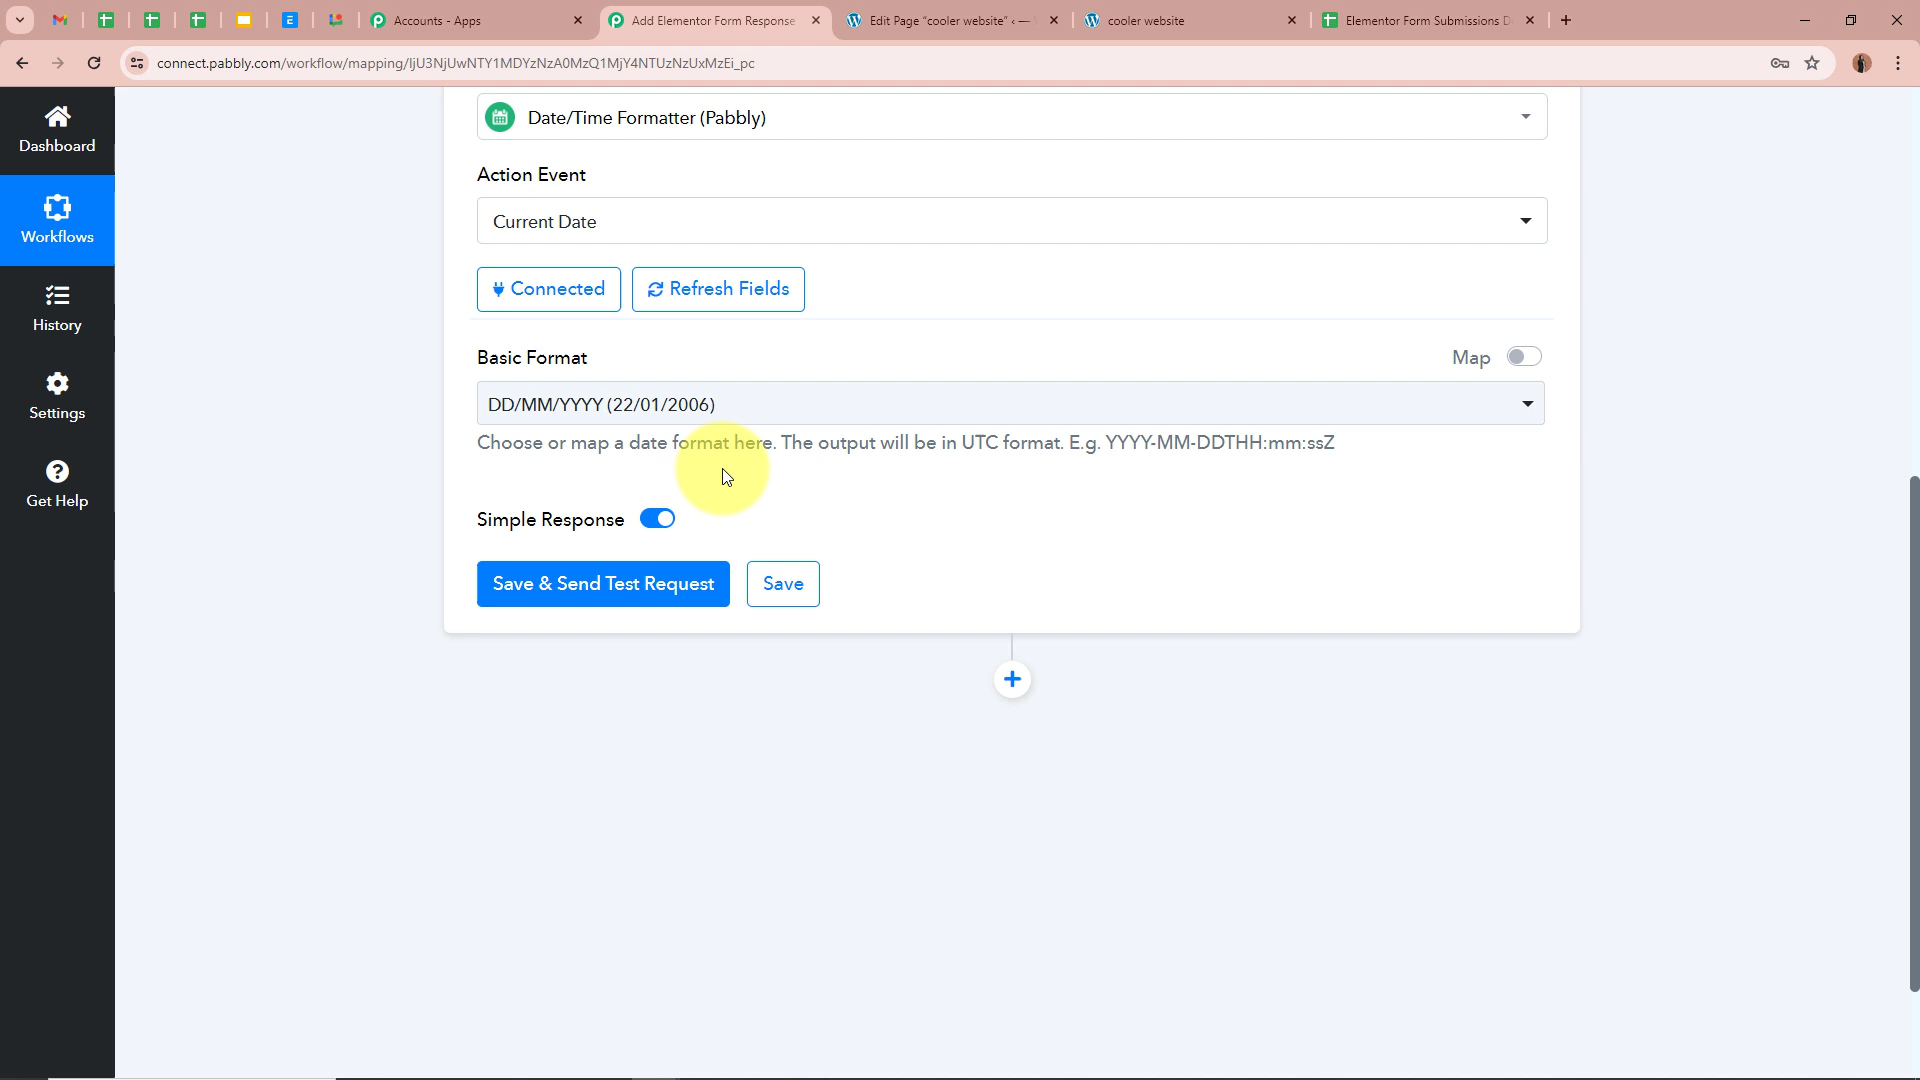 Accounts - Apps
Add Elementor Form Response
Edit Page "cooler website" ‹ —
cooler website
Elementor Form Submissions D
connect.pabbly.com/workflow/mapping/IjU3NjUwNTY1MDYzNzA0MzQ1MjY4NTUzNzUxMzEi_pc
Dashboard
Workflows
History
Settings
Get Help
Date/Time Formatter (Pabbly)
Action Event
Current Date
Connected
Refresh Fields
Basic Format
Map
DD/MM/YYYY (22/01/2006)
Choose or map a date format here. The output will be in UTC format. E.g. YYYY-MM-DDTHH:mm:ssZ
Simple Response
Save & Send Test Request
Save